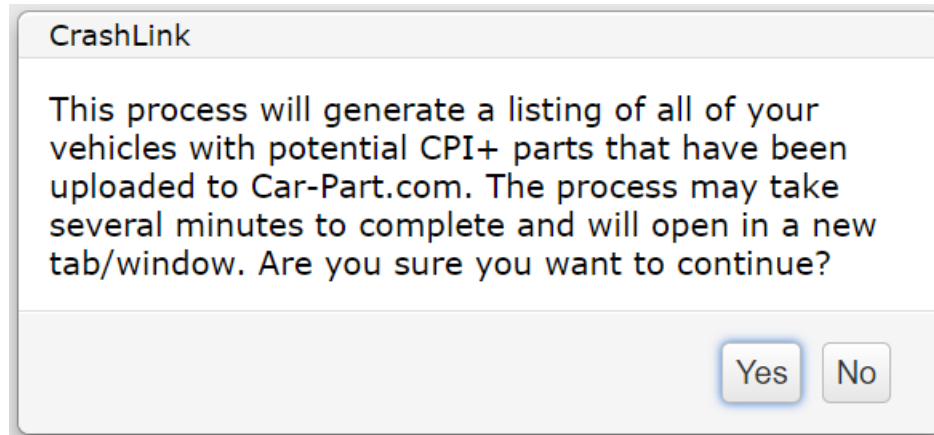 CrashLink
This process will generate a listing of all of your
vehicles with potential CPI+ parts that have been
uploaded to Car-Part.com. The process may take
several minutes to complete and will open in a new
tab/window. Are you sure you want to continue?
Yes No